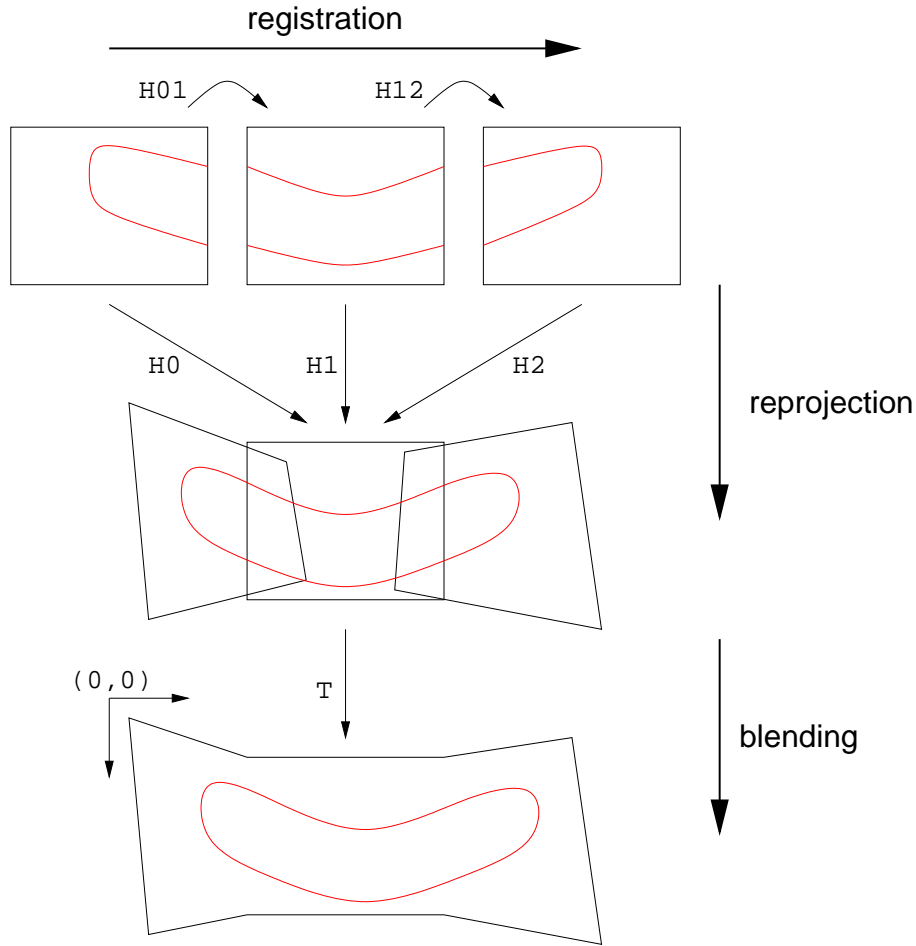 registration
H01
H12
H0
H1
H2
reprojection
(0,0)
T
blending